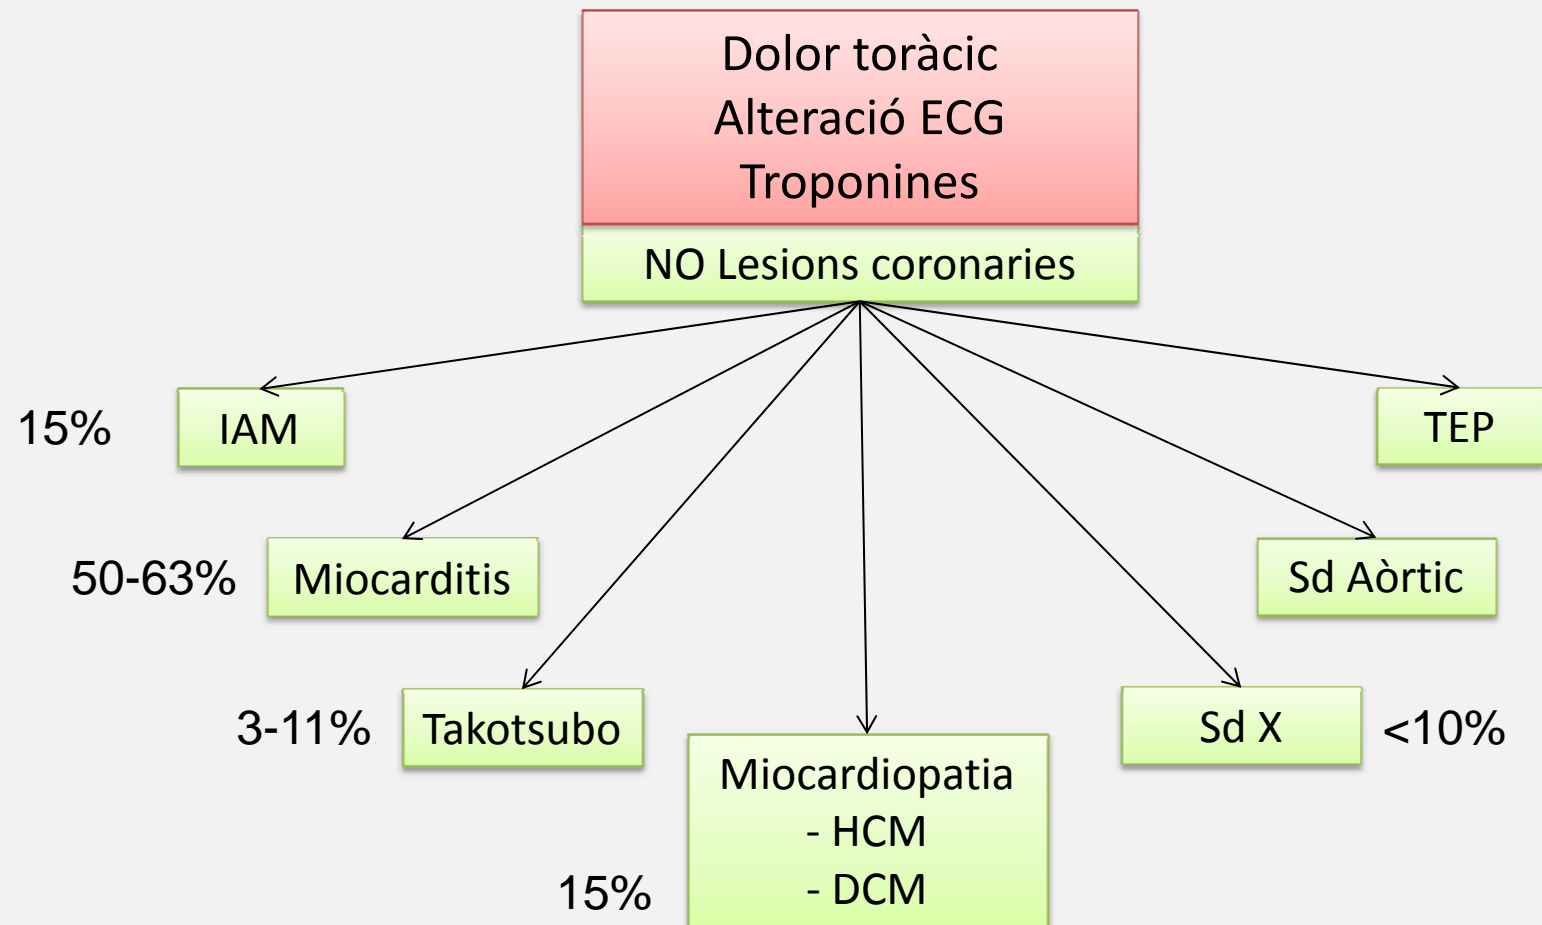 Dolor toràcic
Alteració ECG
Troponines
NO Lesions coronaries
15%
IAM
TEP
50-63%
Miocarditis
Sd Aòrtic
3-11%
Takotsubo
Sd X
<10%
Miocardiopatia
- HCM
- DCM
15%